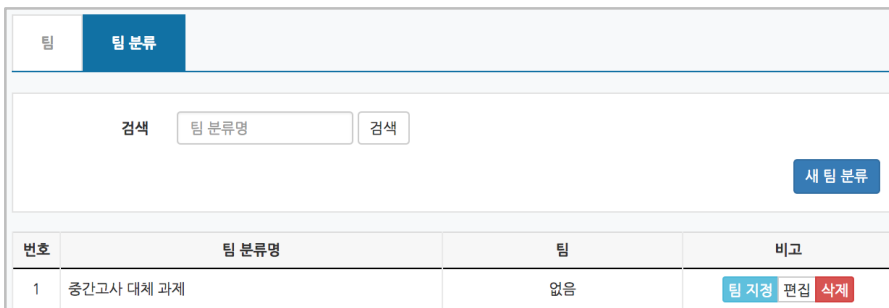 팀 팀 분류
검색 팀 분류명 검색
새 팀 분류
번호 팀 분류명 팀 비고
1 중간고사 대체 과제 없음 팀 지정 편집 삭제